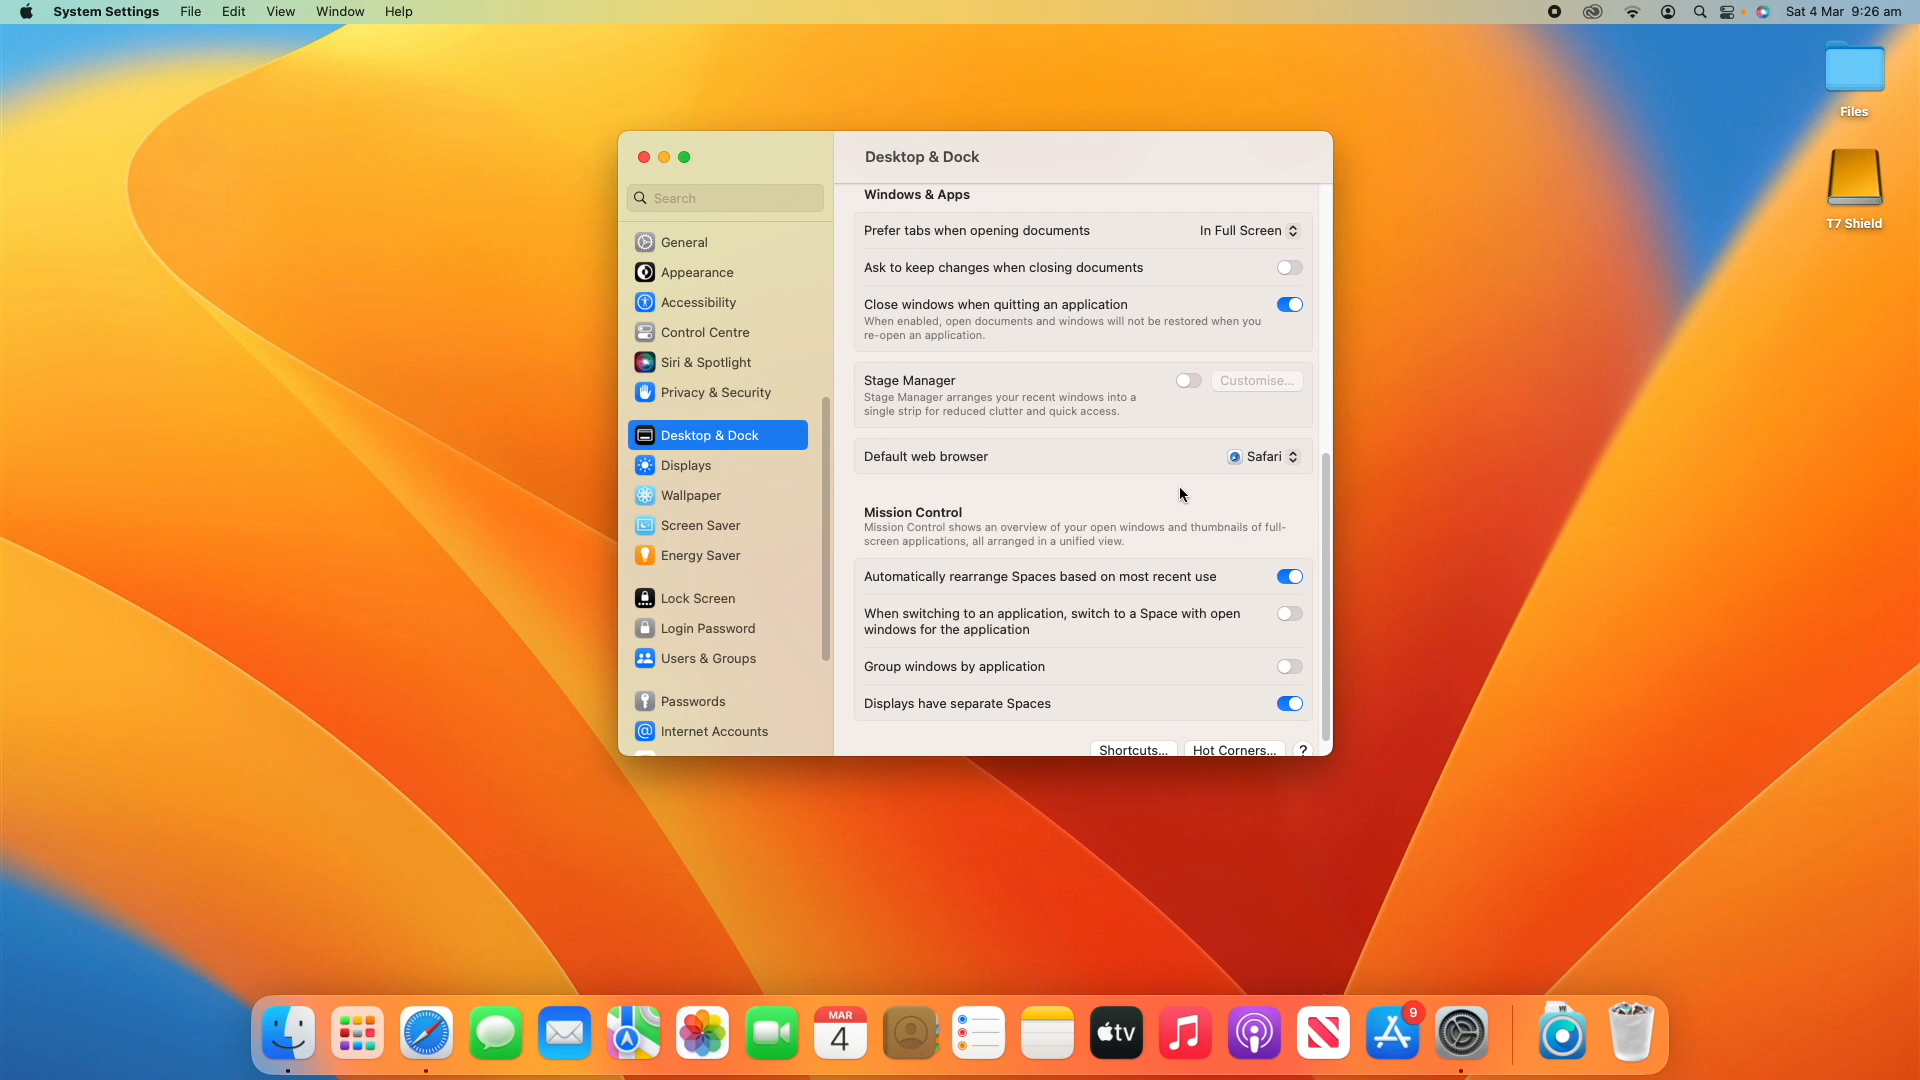 System Settings File Edit View Window Help Sat 4 Mar 9:26 am
Files
T7 Shield
Search
General
Appearance
Accessibility
Control Centre
Siri & Spotlight
Privacy & Security
Desktop & Dock
Displays
Wallpaper
Screen Saver
Energy Saver
Lock Screen
Login Password
Users & Groups
Passwords
Internet Accounts
Desktop & Dock
Windows & Apps
Prefer tabs when opening documents In Full Screen
Ask to keep changes when closing documents
Close windows when quitting an application
When enabled, open documents and windows will not be restored when you
re-open an application.
Stage Manager Customise...
Stage Manager arranges your recent windows into a
single strip for reduced clutter and quick access.
Default web browser Safari
Mission Control
Mission Control shows an overview of your open windows and thumbnails of full-
screen applications, all arranged in a unified view.
Automatically rearrange Spaces based on most recent use
When switching to an application, switch to a Space with open
windows for the application
Group windows by application
Displays have separate Spaces
Shortcuts... Hot Corners... ?
MAR
4
tv
9